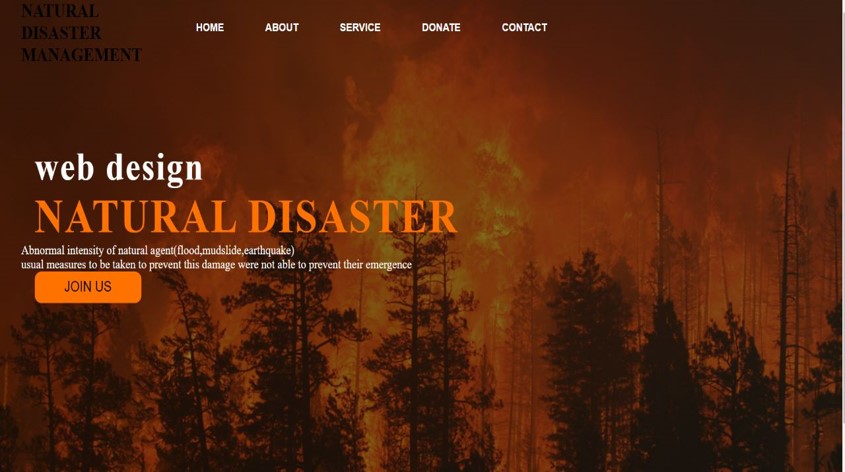 NATURAL
DISASTER
MANAGEMENT
HOME ABOUT SERVICE DONATE CONTACT
web design
NATURAL DISASTER
Abnormal intensity of natural agent(flood,mudslide,earthquake)
usual measures to be taken to prevent this damage were not able to prevent their emergence
JOIN US